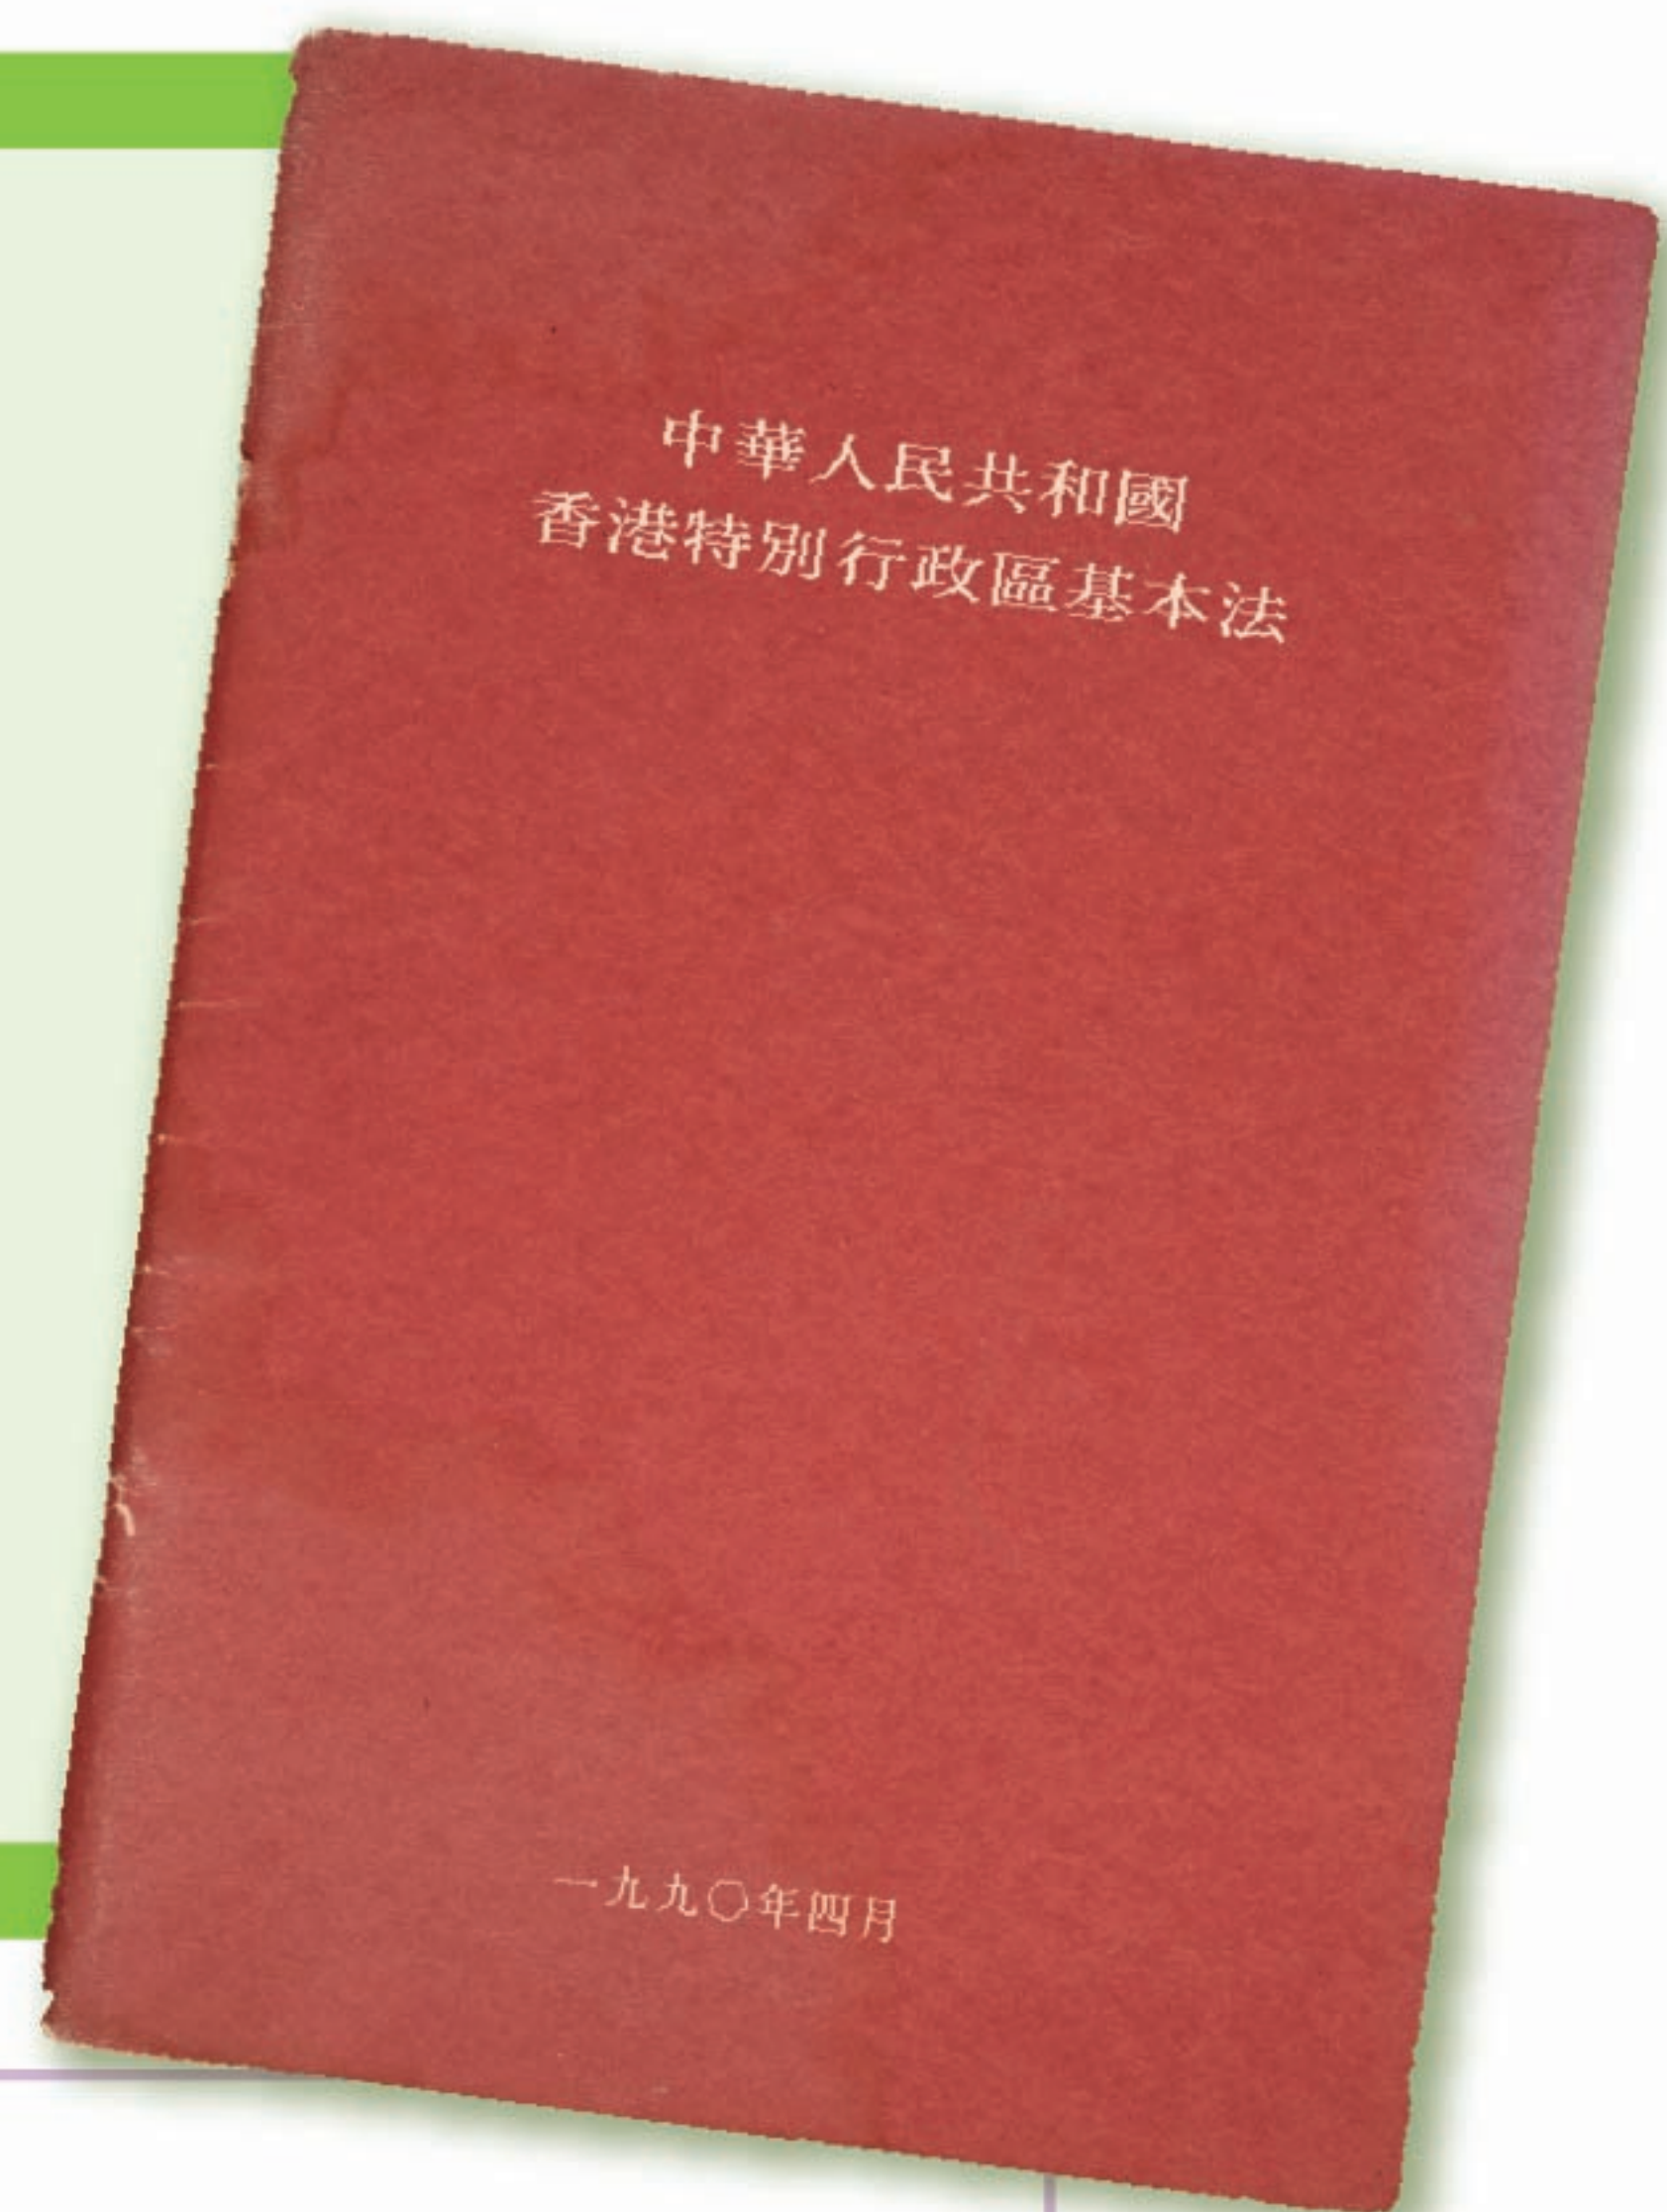 中華人民共和國
香港特別行政區基本法
一九九〇年四月